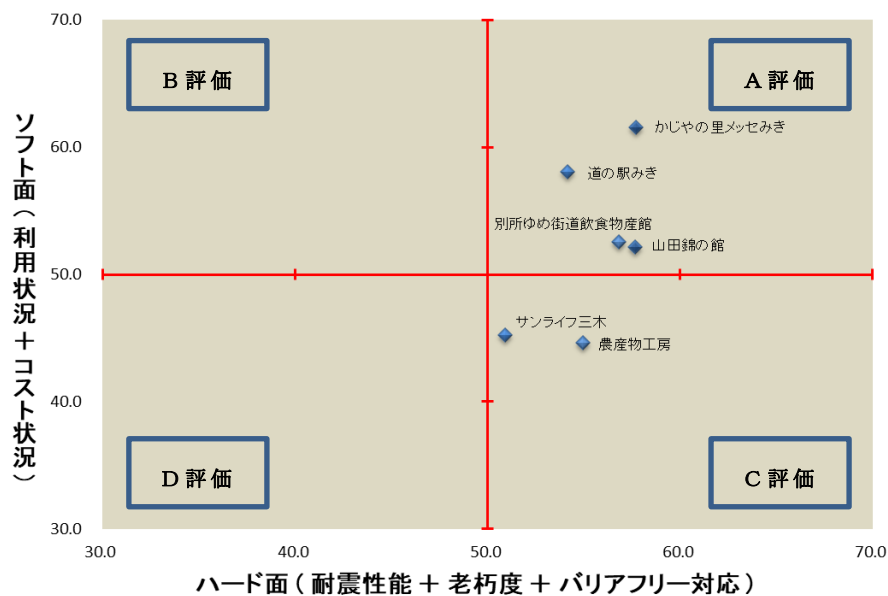 70.0
B 評価
A 評価
かじやの里メッセみき
60.0
道の駅みき
別所ゆめ街道飲食物産館
山田錦の館
50.0
サンライフ三木
農産物工房
40.0
D 評価
C 評価
30.0
30.0 40.0 50.0 60.0 70.0
ソフト面（利用状況＋コスト状況）
ハード面（耐震性能＋老朽度＋バリアフリー対応）